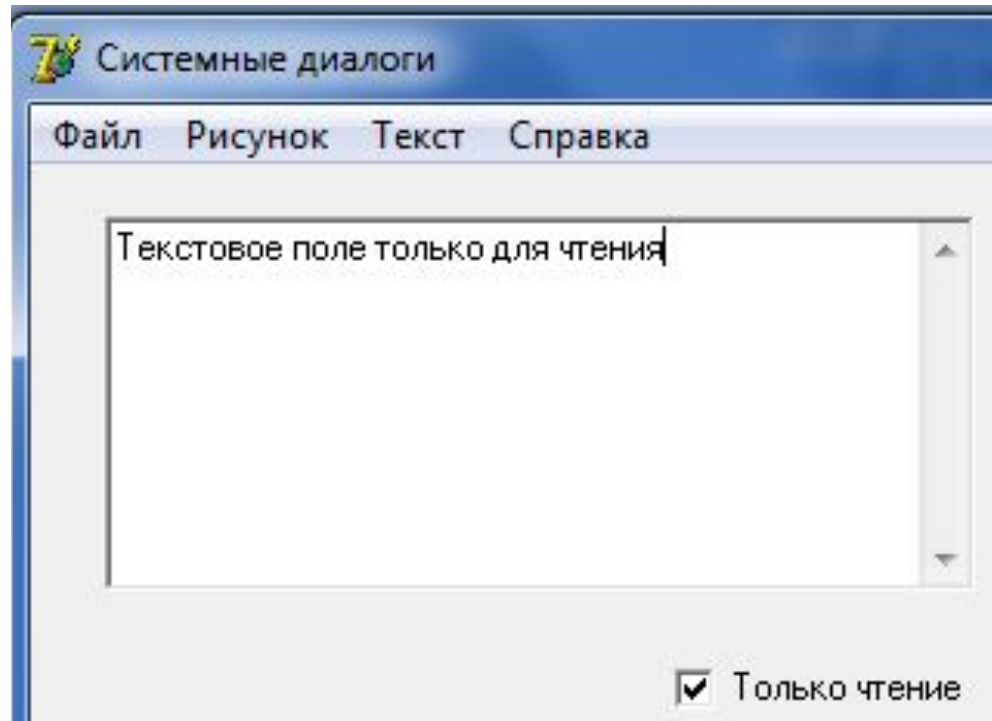 Системные диалоги
Файл Рисунок Текст Справка
Текстовое поле только для чтения
Только чтение